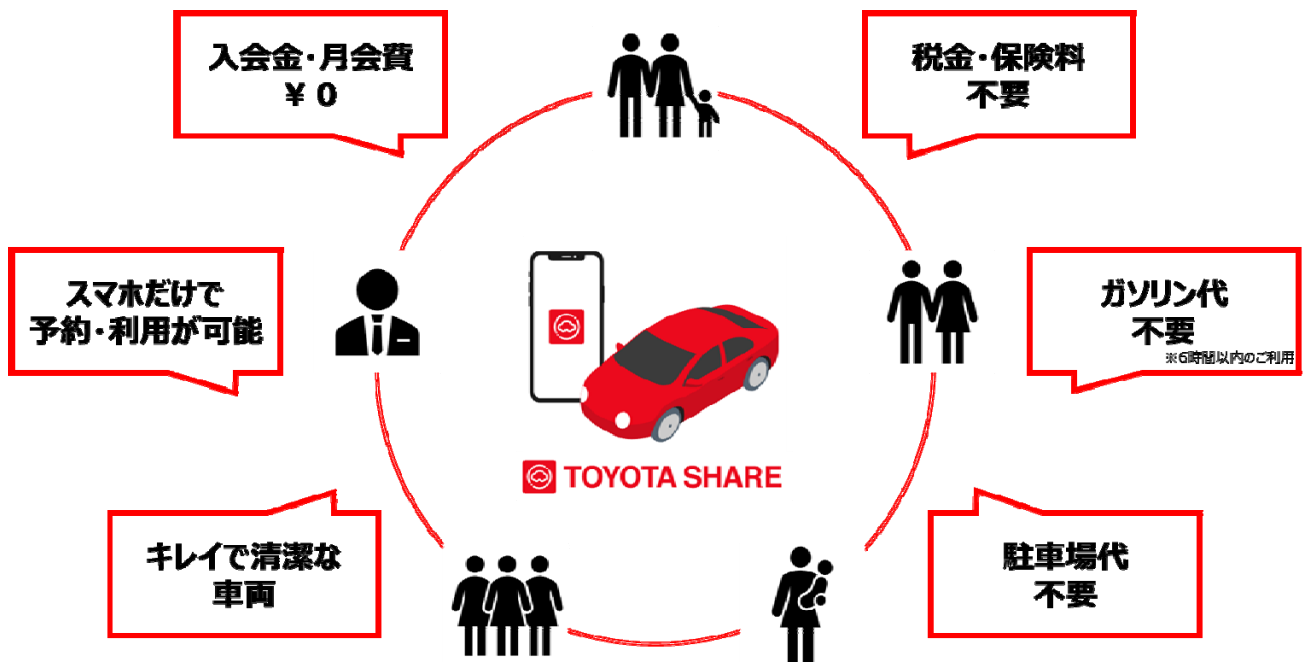 入会金・月会費
¥ 0
税金・保険料
不要
スマホだけで
予約・利用が可能
ガソリン代
不要
※6時間以内のご利用
TOYOTA SHARE
キレイで清潔な
車両
駐車場代
不要